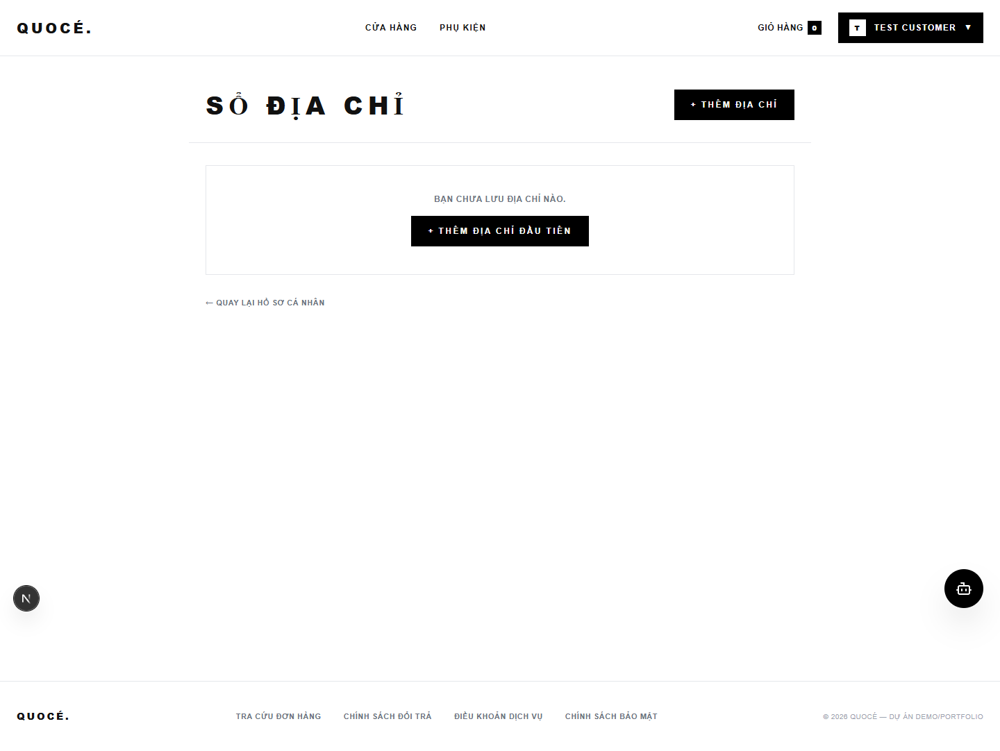 QUOCÉ.
CỬA HÀNG
PHỤ KIỆN
GIỎ HÀNG 0
T TEST CUSTOMER ▼
SỔ ĐỊA CHỈ
+ THÊM ĐỊA CHỈ
BẠN CHƯA LƯU ĐỊA CHỈ NÀO.
+ THÊM ĐỊA CHỈ ĐẦU TIÊN
← QUAY LẠI HỒ SƠ CÁ NHÂN
N
QUOCÉ.
TRA CỨU ĐƠN HÀNG
CHÍNH SÁCH ĐỔI TRẢ
ĐIỀU KHOẢN DỊCH VỤ
CHÍNH SÁCH BẢO MẬT
© 2026 QUOCÉ — DỰ ÁN DEMO/PORTFOLIO